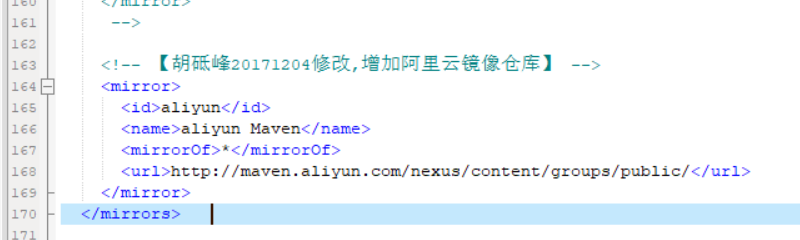 160 </mirror>
161 -->
162
163 <!-- 【胡砥峰20171204修改,增加阿里云镜像仓库】 -->
164 <mirror>
165 <id>aliyun</id>
166 <name>aliyun Maven</name>
167 <mirrorOf>*</mirrorOf>
168 <url>http://maven.aliyun.com/nexus/content/groups/public/</url>
169 </mirror>
170 </mirrors>
171